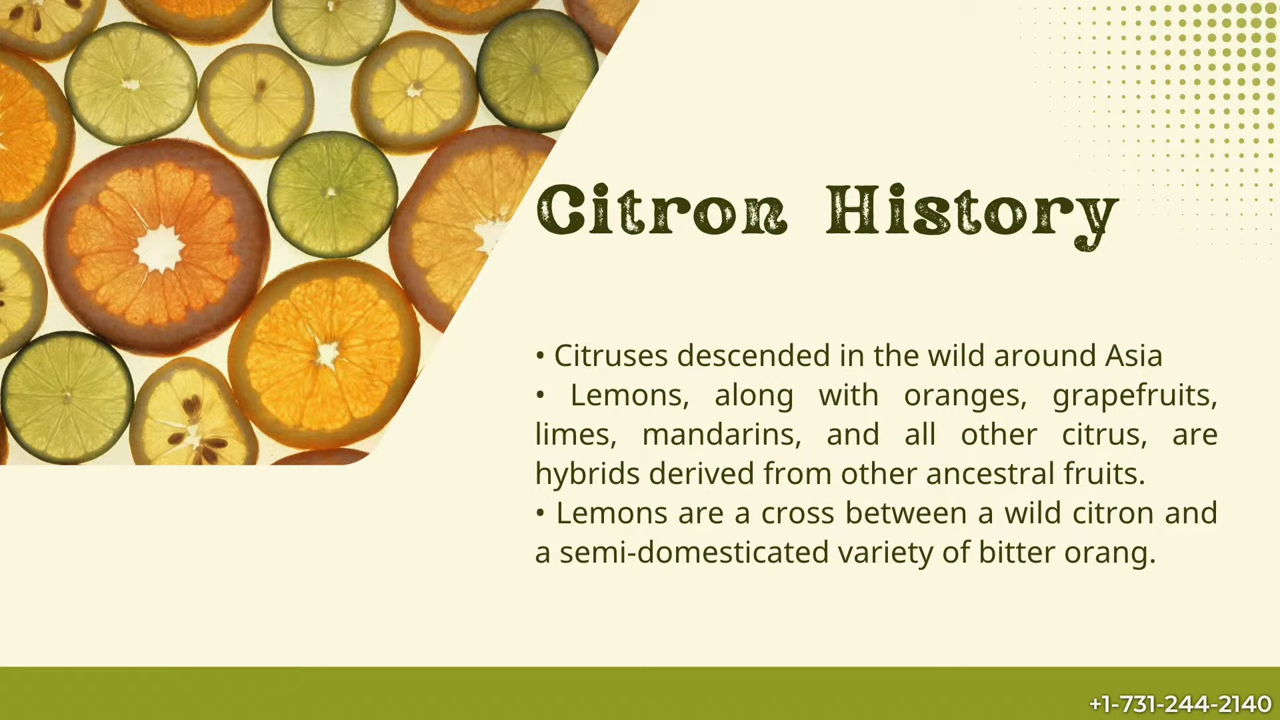 Citron History
• Citruses descended in the wild around Asia
• Lemons, along with oranges, grapefruits,
limes, mandarins, and all other citrus, are
hybrids derived from other ancestral fruits.
• Lemons are a cross between a wild citron and
a semi-domesticated variety of bitter orang.
+1-731-244-2140